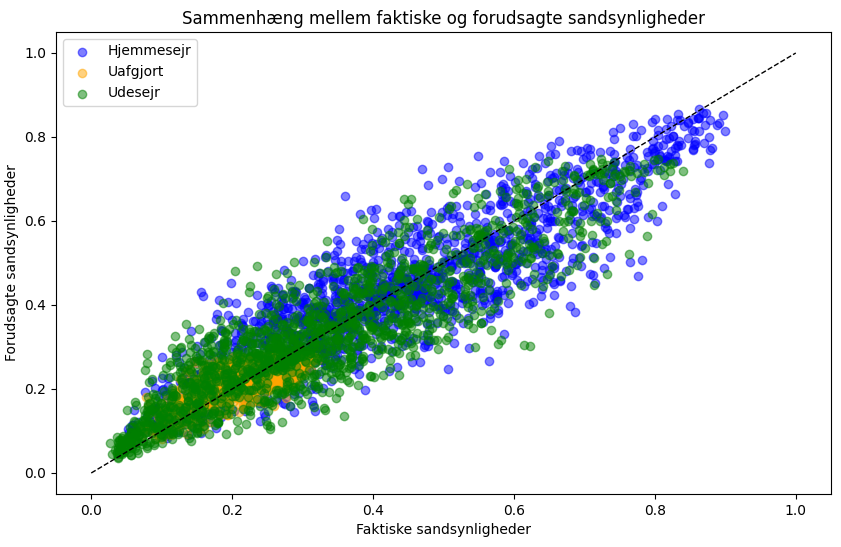 Sammenhæng mellem faktiske og forudsagte sandsynligheder
Hjemmesejr
Uafgjort
Udesejr
Forudsagte sandsynligheder
1.0
0.8
0.6
0.4
0.2
0.0
0.0 0.2 0.4 0.6 0.8 1.0
Faktiske sandsynligheder